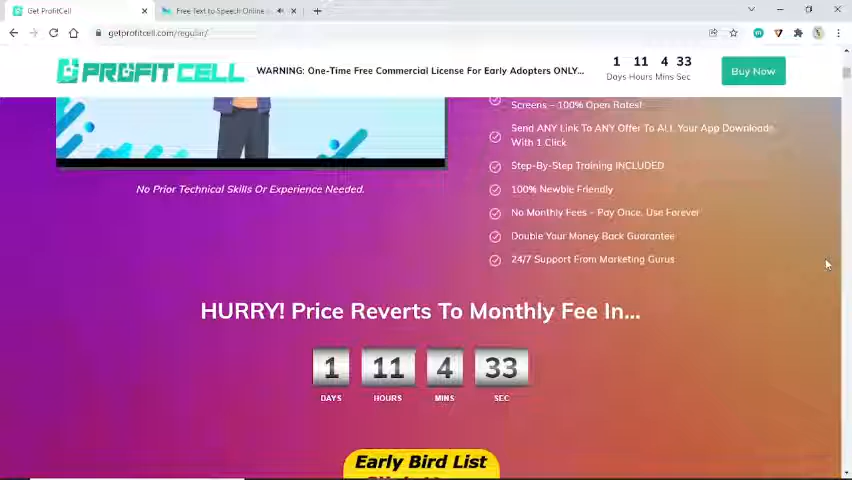 Get ProfitCell
Free Text to Speech Online
getprofitcell.com/regular/
PROFIT CELL
WARNING: One-Time Free Commercial License For Early Adopters ONLY...
1 11 4 33
Days Hours Mins Sec
Buy Now
Screens – 100% Open Rates!
Send ANY Link To ANY Offer To ALL Your App Downloads
With 1 Click
Step-By-Step Training INCLUDED
No Prior Technical Skills Or Experience Needed.
100% Newbie Friendly
No Monthly Fees - Pay Once, Use Forever
Double Your Money Back Guarantee
24/7 Support From Marketing Gurus
HURRY! Price Reverts To Monthly Fee In...
1 11 4 33
DAYS HOURS MINS SEC
Early Bird List